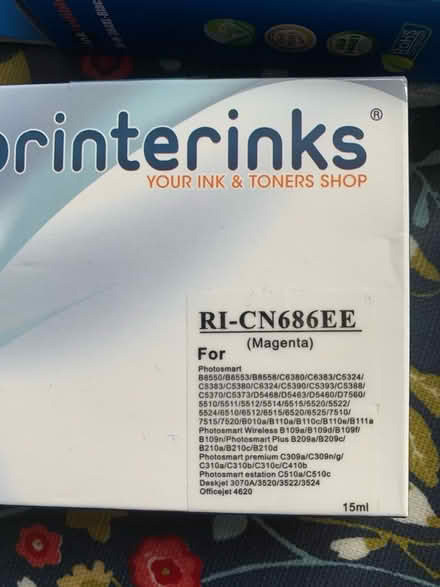 printerinks®
YOUR INK & TONERS SHOP
RI-CN686EE
(Magenta)
For
Photosmart
B8550/B8553/B8558/C6380/C6383/C5324/
C5383/C5380/C6324/C5390/C5393/C5388/
C5370/C5373/D5468/D5463/D5460/D7560/
5510/5511/5512/5514/5515/5520/5522/
5524/6510/6512/6515/6520/6525/7510/
7515/7520/B010a/B110a/B110c/B110e/B111a
Photosmart Wireless B109a/B109d/B109f/
B109n/Photosmart Plus B209a/B209c/
B210a/B210c/B210d
Photosmart premium C309a/C309n/g/
C310a/C310b/C310c/C410b
Photosmart estation C510a/C510c
Deskjet 3070A/3520/3522/3524
Officejet 4620
15ml
RoHS